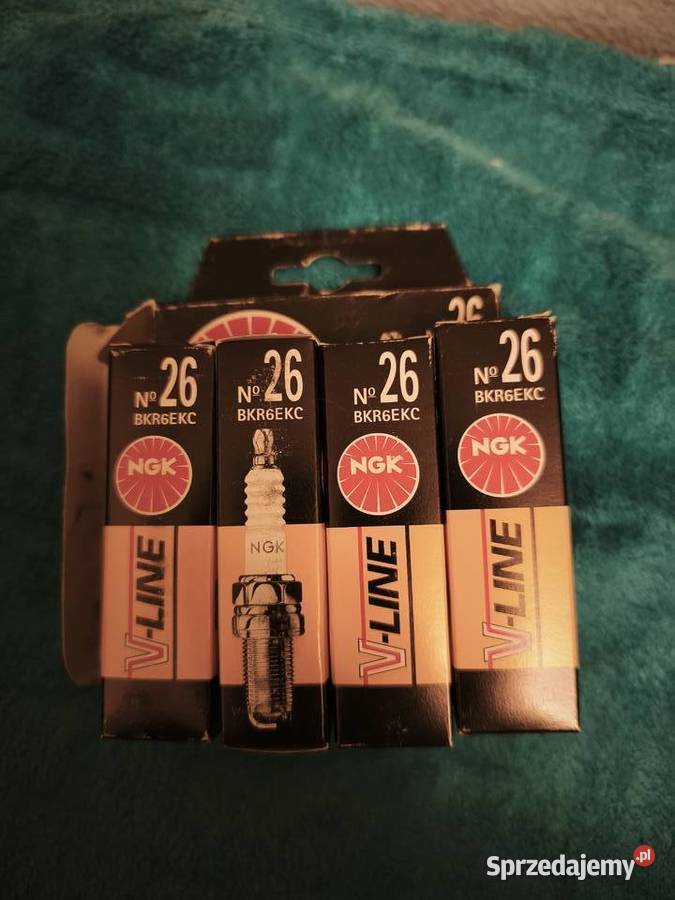 26
Nº 26
BKR6EKC
NGK
V-LINE
Nº 26
BKR6EKC
NGK
Nº 26
BKR6EKC
NGK
V-LINE
Nº 26
BKR6EKC
NGK
V-LINE
Sprzedajemy.pl